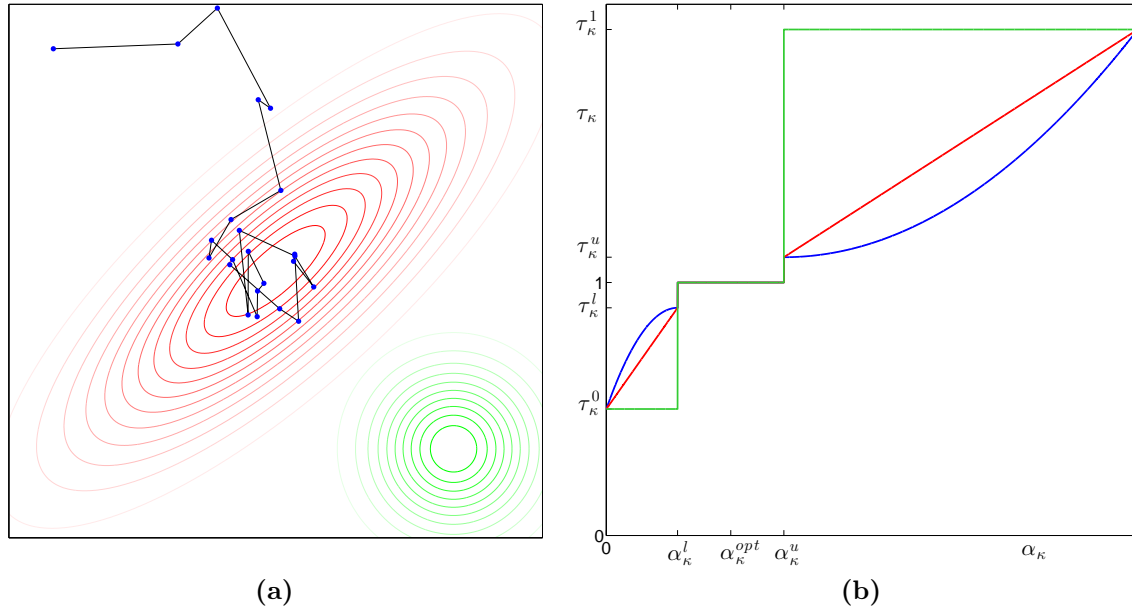 τ_κ^1
τ_κ
τ_κ^u
1
τ_κ^l
τ_κ^0
0
0 α_κ^l α_κ^{opt} α_κ^u α_κ
(a) (b)